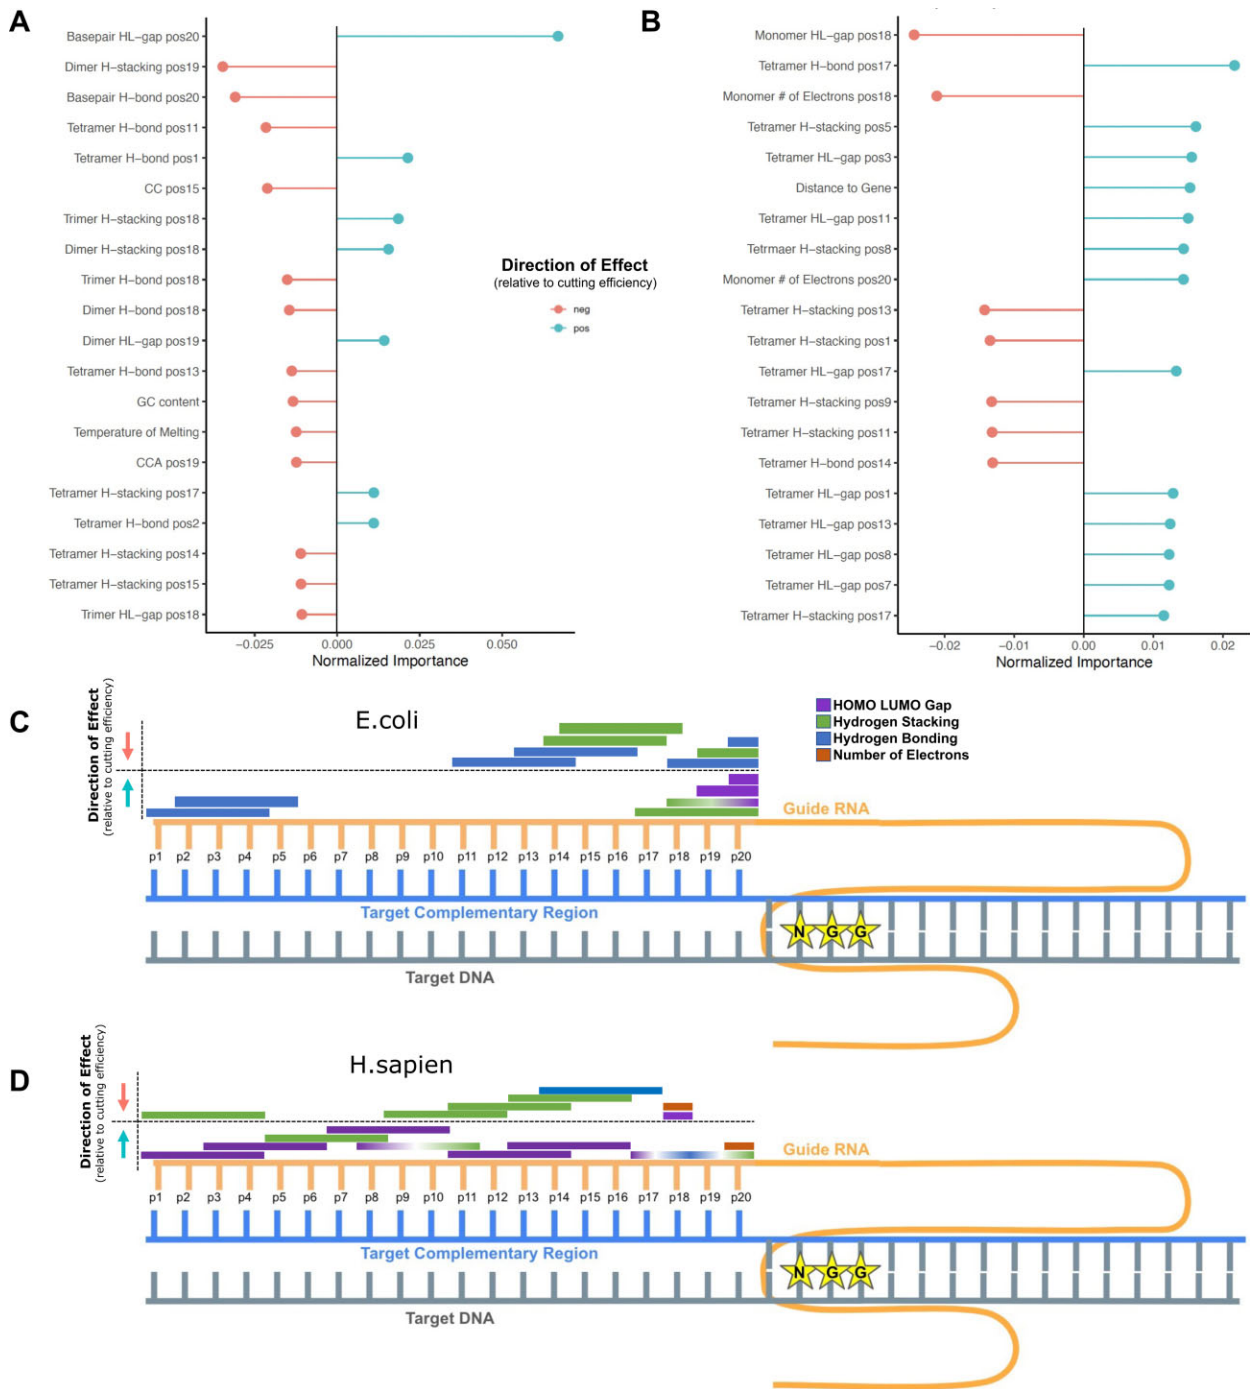 A
Basepair HL-gap pos20
Dimer H-stacking pos19
Basepair H-bond pos20
Tetramer H-bond pos11
Tetramer H-bond pos1
CC pos15
Trimer H-stacking pos18
Dimer H-stacking pos18
Trimer H-bond pos18
Dimer H-bond pos18
Dimer HL-gap pos19
Tetramer H-bond pos13
GC content
Temperature of Melting
CCA pos19
Tetramer H-stacking pos17
Tetramer H-bond pos2
Tetramer H-stacking pos14
Tetramer H-stacking pos15
Trimer HL-gap pos18
-0.025 0.000 0.025 0.050
Normalized Importance
Direction of Effect
(relative to cutting efficiency)
neg
pos
B
Monomer HL-gap pos18
Tetramer H-bond pos17
Monomer # of Electrons pos18
Tetramer H-stacking pos5
Tetramer HL-gap pos3
Distance to Gene
Tetramer HL-gap pos11
Tetrmaer H-stacking pos8
Monomer # of Electrons pos20
Tetramer H-stacking pos13
Tetramer H-stacking pos1
Tetramer HL-gap pos17
Tetramer H-stacking pos9
Tetramer H-stacking pos11
Tetramer H-bond pos14
Tetramer HL-gap pos1
Tetramer HL-gap pos13
Tetramer HL-gap pos8
Tetramer HL-gap pos7
Tetramer H-stacking pos17
-0.02 -0.01 0.00 0.01 0.02
Normalized Importance
C
Direction of Effect
(relative to cutting efficiency)
E.coli
HOMO LUMO Gap
Hydrogen Stacking
Hydrogen Bonding
Number of Electrons
Guide RNA
p1 p2 p3 p4 p5 p6 p7 p8 p9 p10 p11 p12 p13 p14 p15 p16 p17 p18 p19 p20
Target Complementary Region
N G G
Target DNA
D
Direction of Effect
(relative to cutting efficiency)
H.sapien
Guide RNA
p1 p2 p3 p4 p5 p6 p7 p8 p9 p10 p11 p12 p13 p14 p15 p16 p17 p18 p19 p20
Target Complementary Region
N G G
Target DNA